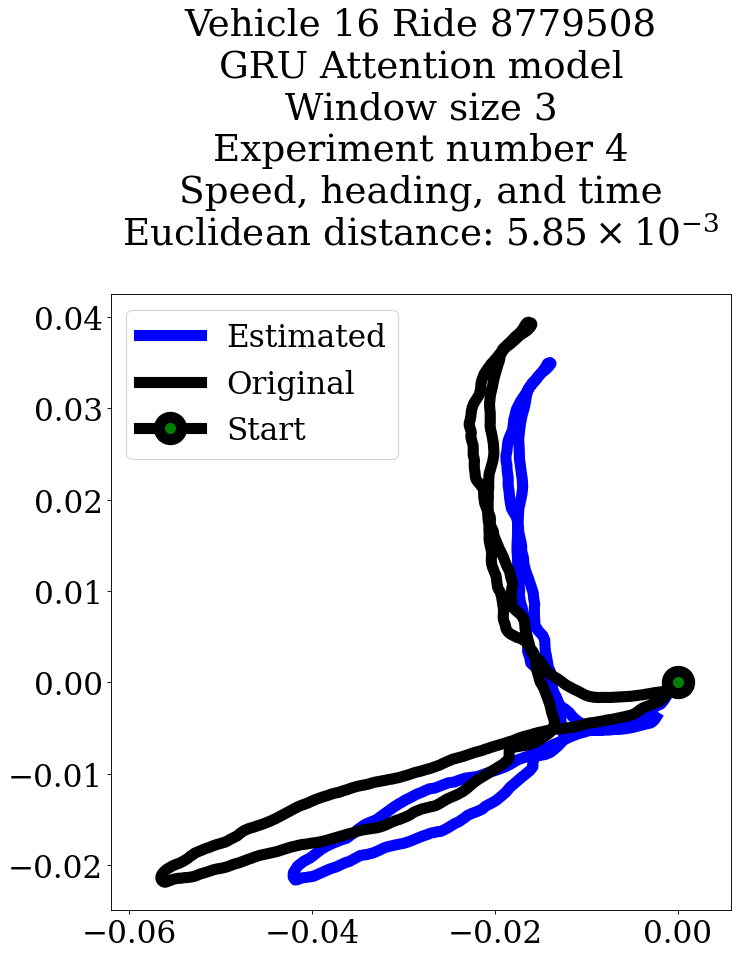 Vehicle 16 Ride 8779508
GRU Attention model
Window size 3
Experiment number 4
Speed, heading, and time
Euclidean distance: 5.85 × 10⁻³
0.04
0.03
0.02
0.01
0.00
−0.01
−0.02
Estimated
Original
Start
−0.06
−0.04
−0.02
0.00